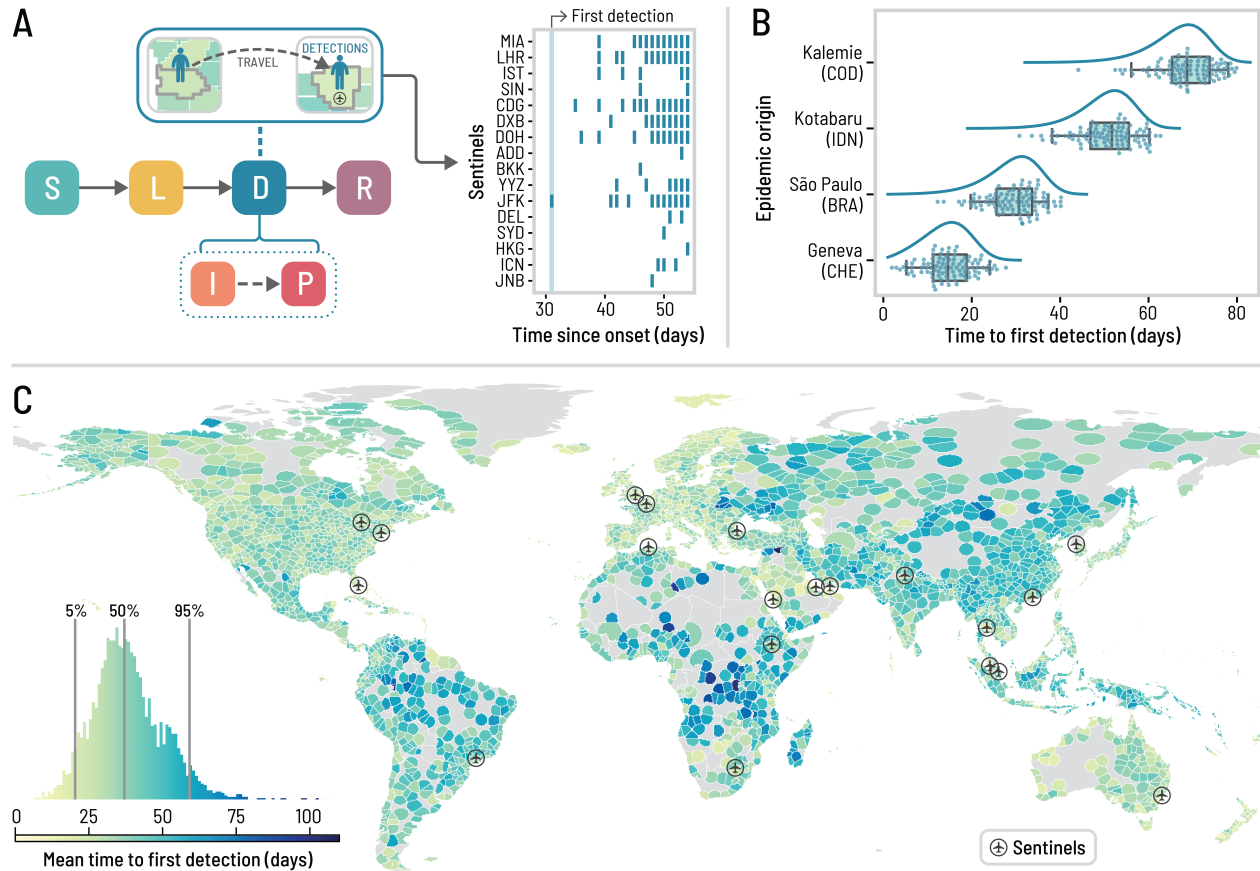 A
DETECTIONS
TRAVEL
S
L
D
R
I
P
First detection
Sentinels
MIA
LHR
IST
SIN
CDG
DXB
DOH
ADD
BKK
YYZ
JFK
DEL
SYD
HKG
ICN
JNB
30
40
50
Time since onset (days)
B
Epidemic origin
Kalemie
(COD)
Kotabaru
(IDN)
São Paulo
(BRA)
Geneva
(CHE)
0
20
40
60
80
Time to first detection (days)
C
5%
50%
95%
0
25
50
75
100
Mean time to first detection (days)
Sentinels